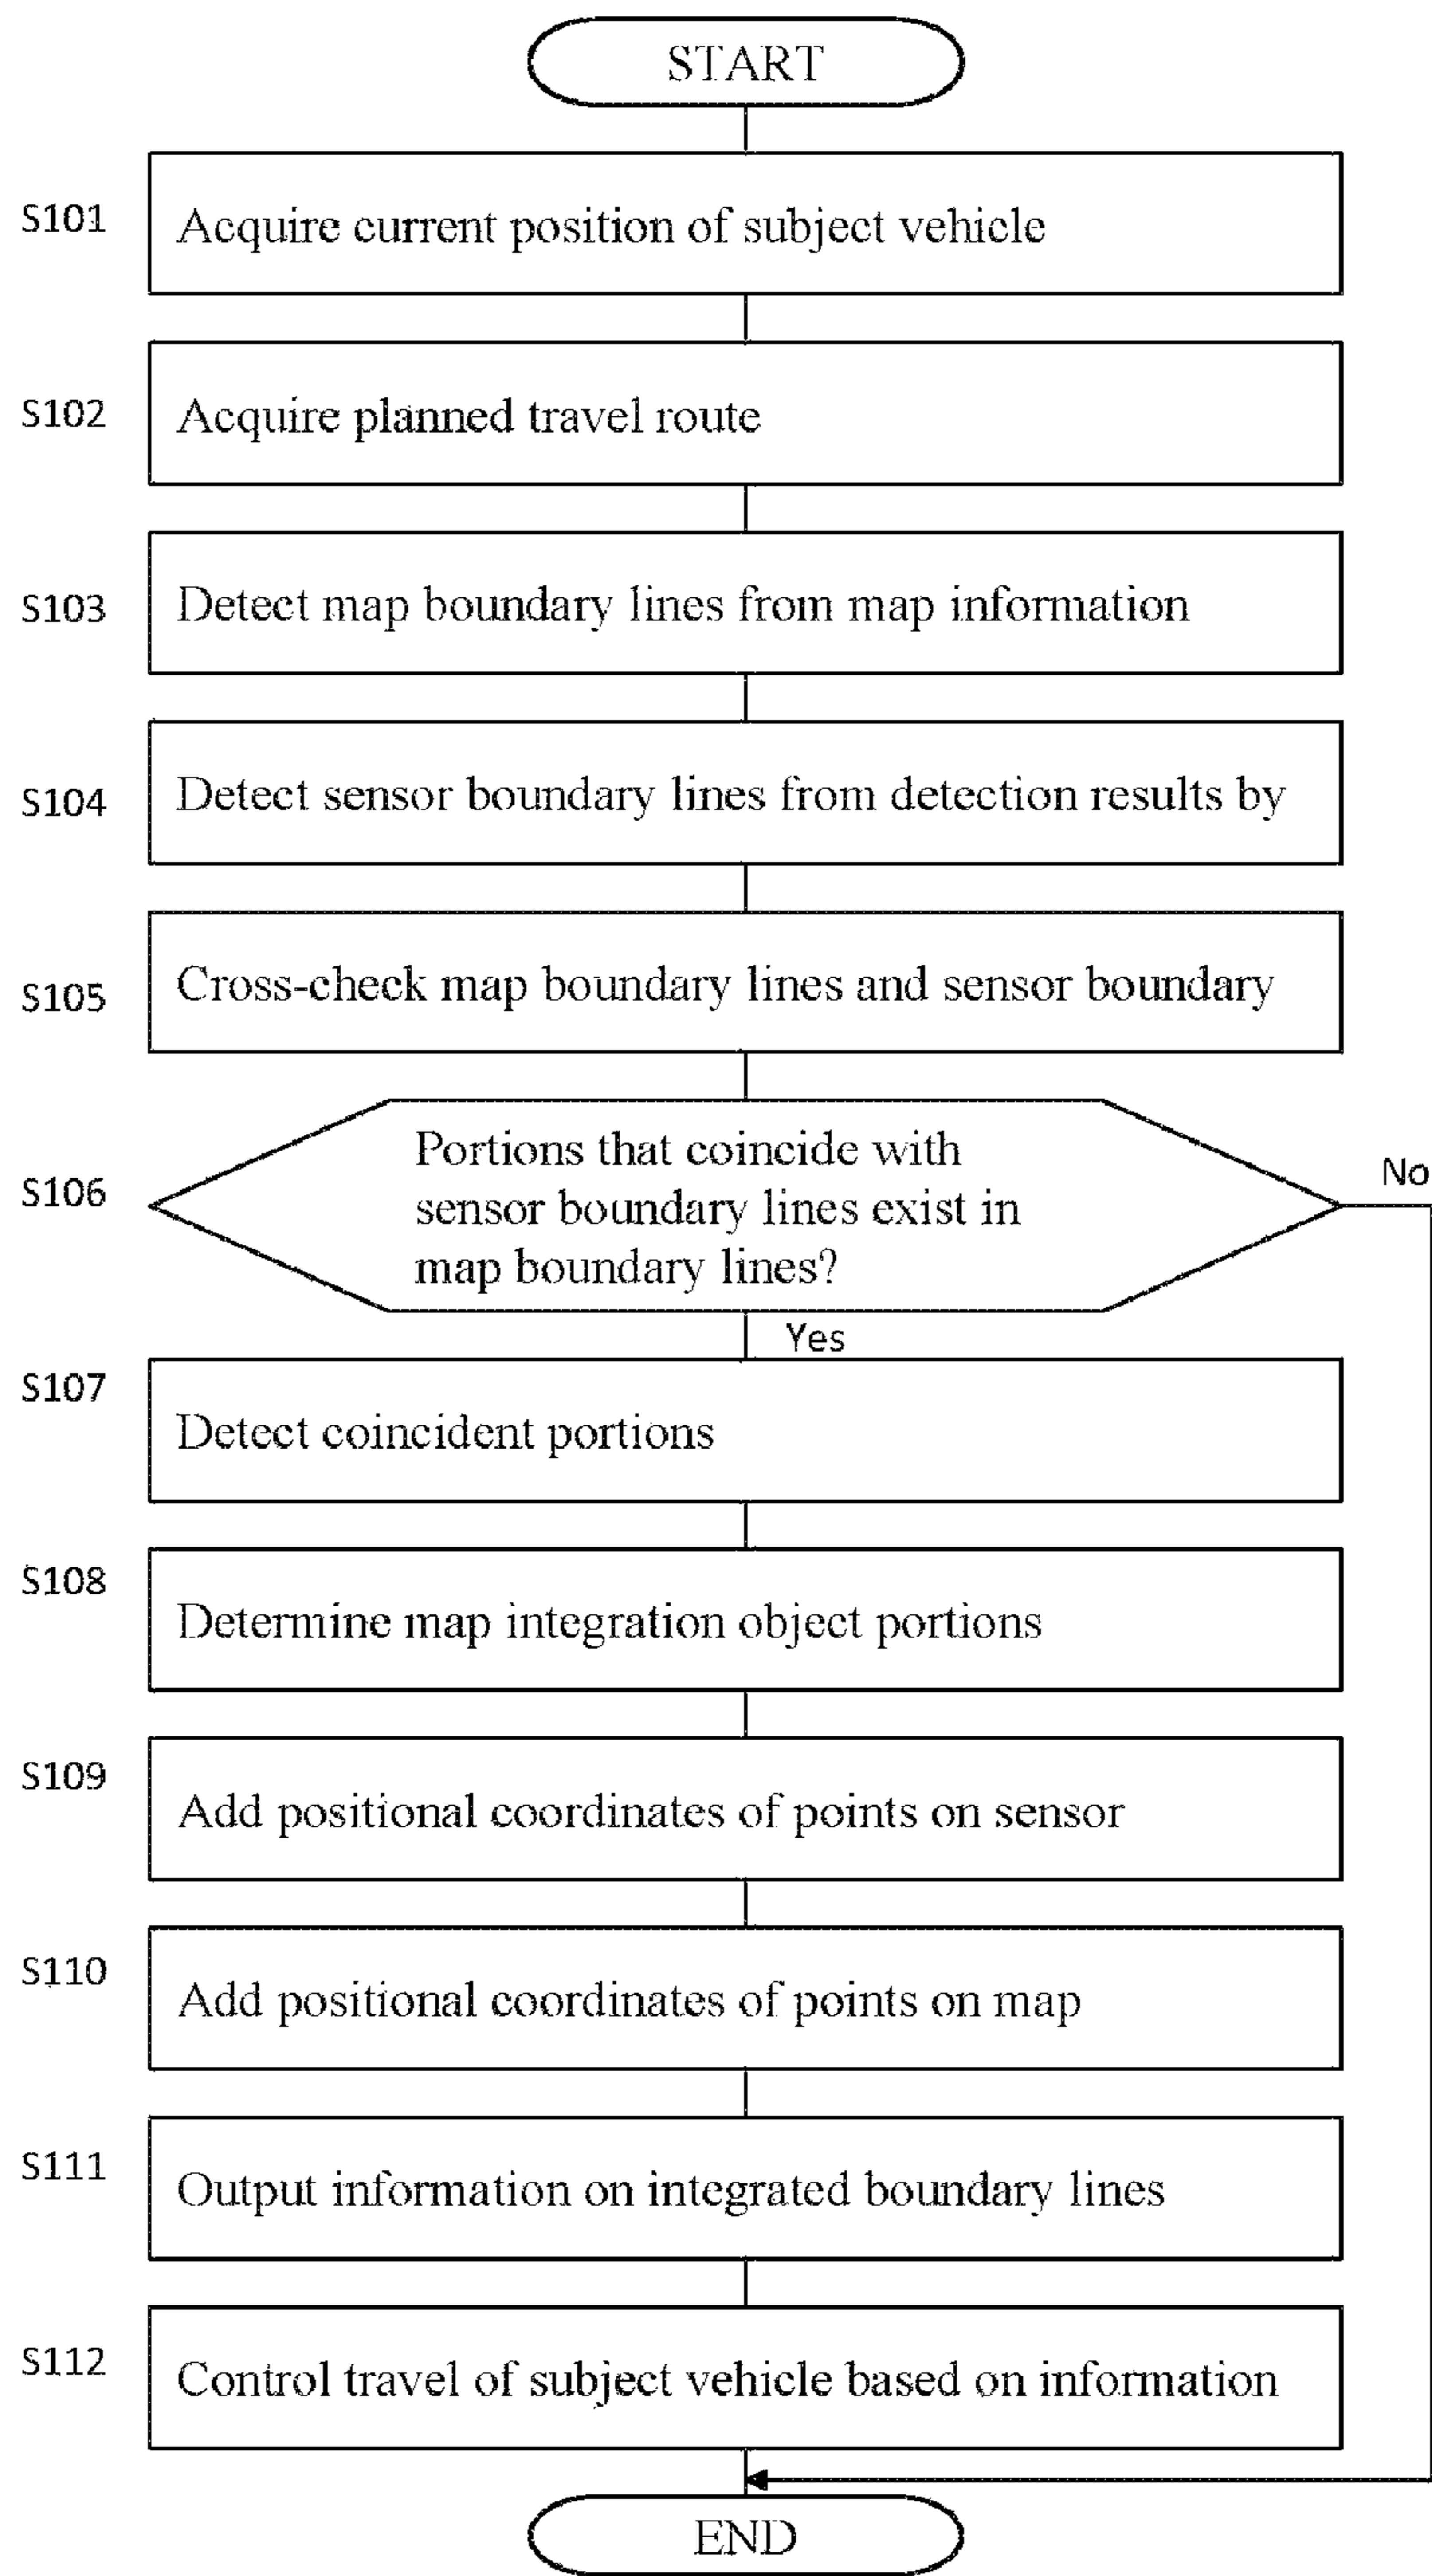 START
S101
Acquire current position of subject vehicle
S102
Acquire planned travel route
S103
Detect map boundary lines from map information
S104
Detect sensor boundary lines from detection results by
S105
Cross-check map boundary lines and sensor boundary
S106
Portions that coincide with
sensor boundary lines exist in
map boundary lines?
No
Yes
S107
Detect coincident portions
S108
Determine map integration object portions
S109
Add positional coordinates of points on sensor
S110
Add positional coordinates of points on map
S111
Output information on integrated boundary lines
S112
Control travel of subject vehicle based on information
END